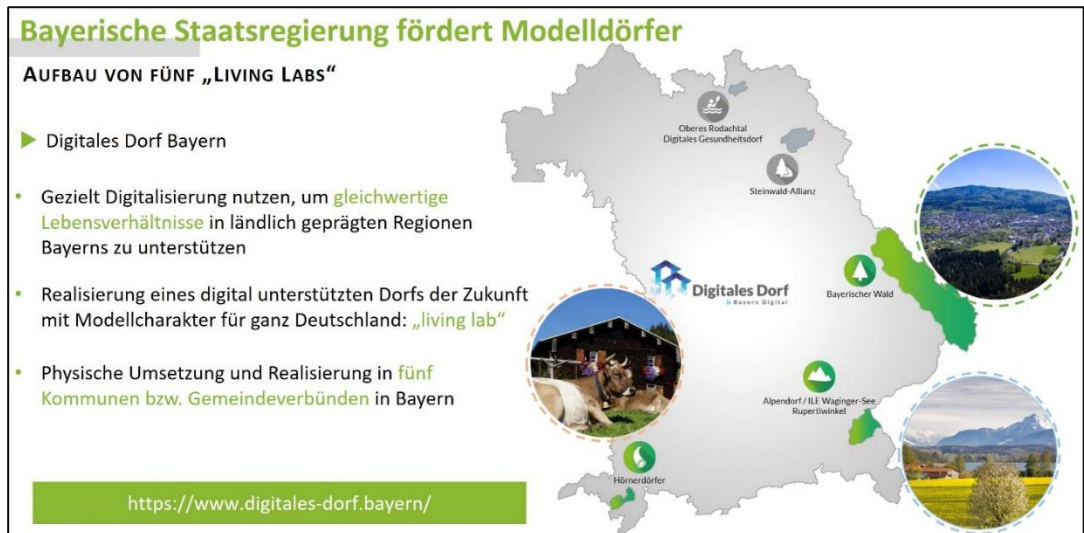 Bayerische Staatsregierung fördert Modelldörfer
AUFBAU VON FÜNF „LIVING LABS“
Digitales Dorf Bayern
• Gezielt Digitalisierung nutzen, um gleichwertige
Lebensverhältnisse in ländlich geprägten Regionen
Bayerns zu unterstützen
• Realisierung eines digital unterstützten Dorfs der Zukunft
mit Modellcharakter für ganz Deutschland: „living lab“
• Physische Umsetzung und Realisierung in fünf
Kommunen bzw. Gemeindeverbünden in Bayern
https://www.digitales-dorf.bayern/
Oberes Rodachtal
Digitales Gesundheitsdorf
Steinwald-Allianz
Bayerischer Wald
Digitales Dorf
Bayern Digital
Alpendorf / ILE Waginger-See
Rupertiwinkel
Hörnerdörfer